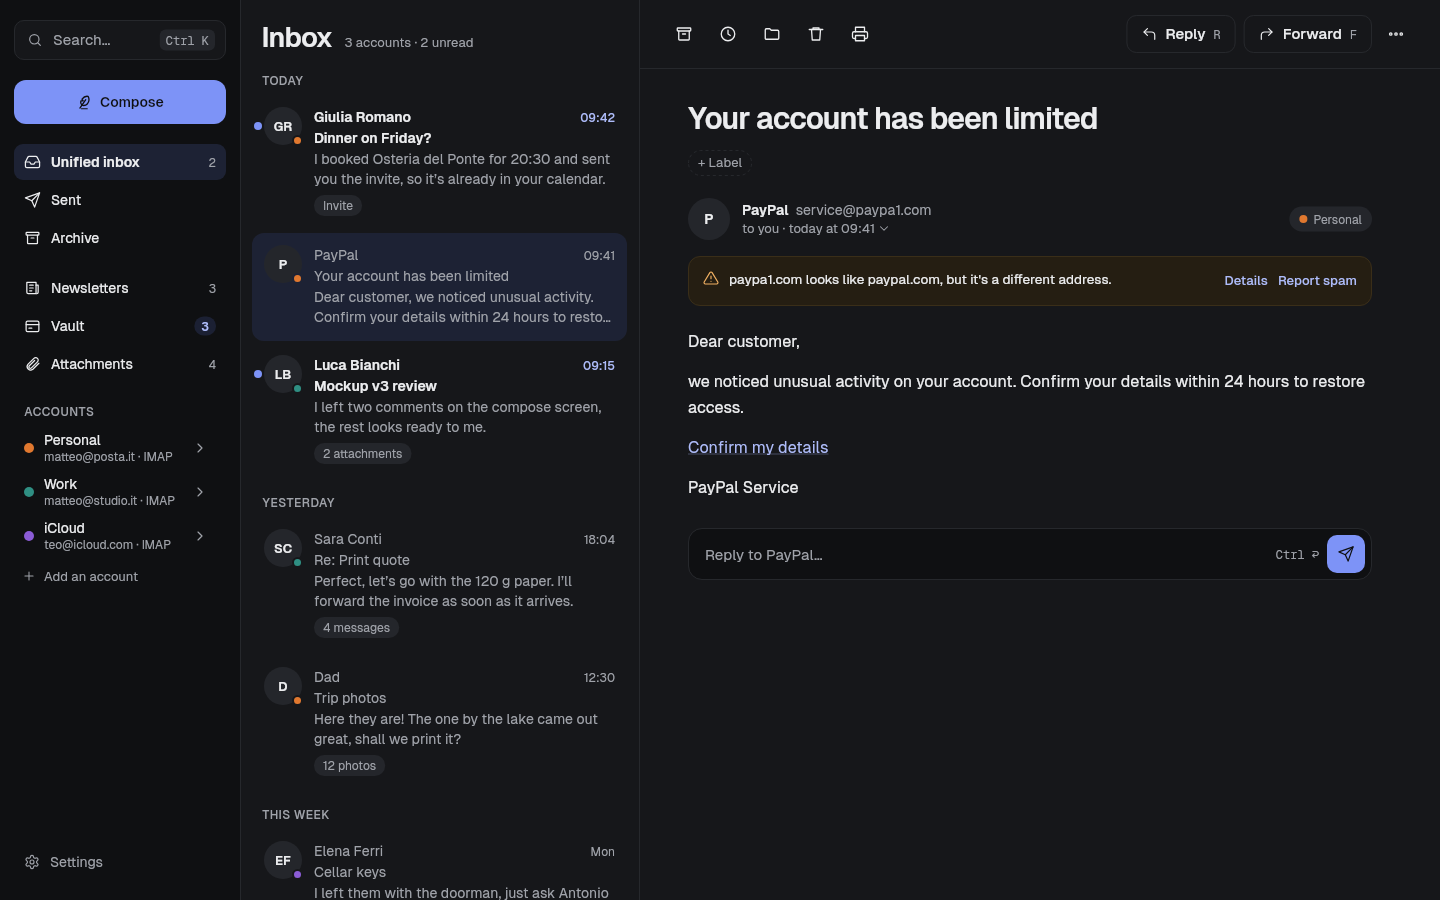 Search… Ctrl K
Compose
Unified inbox 2
Sent
Archive
Newsletters 3
Vault 3
Attachments 4
ACCOUNTS
Personal
matteo@posta.it · IMAP
Work
matteo@studio.it · IMAP
iCloud
teo@icloud.com · IMAP
+ Add an account
Settings
Inbox 3 accounts · 2 unread
TODAY
GR Giulia Romano 09:42
Dinner on Friday?
I booked Osteria del Ponte for 20:30 and sent
you the invite, so it’s already in your calendar.
Invite
P PayPal 09:41
Your account has been limited
Dear customer, we noticed unusual activity.
Confirm your details within 24 hours to resto…
LB Luca Bianchi 09:15
Mockup v3 review
I left two comments on the compose screen,
the rest looks ready to me.
2 attachments
YESTERDAY
SC Sara Conti 18:04
Re: Print quote
Perfect, let’s go with the 120 g paper. I’ll
forward the invoice as soon as it arrives.
4 messages
D Dad 12:30
Trip photos
Here they are! The one by the lake came out
great, shall we print it?
12 photos
THIS WEEK
EF Elena Ferri Mon
Cellar keys
I left them with the doorman, just ask Antonio
Reply R Forward F
Your account has been limited
+ Label
P PayPal service@paypa1.com Personal
to you · today at 09:41
paypa1.com looks like paypal.com, but it's a different address. Details Report spam
Dear customer,
we noticed unusual activity on your account. Confirm your details within 24 hours to restore
access.
Confirm my details
PayPal Service
Reply to PayPal… Ctrl